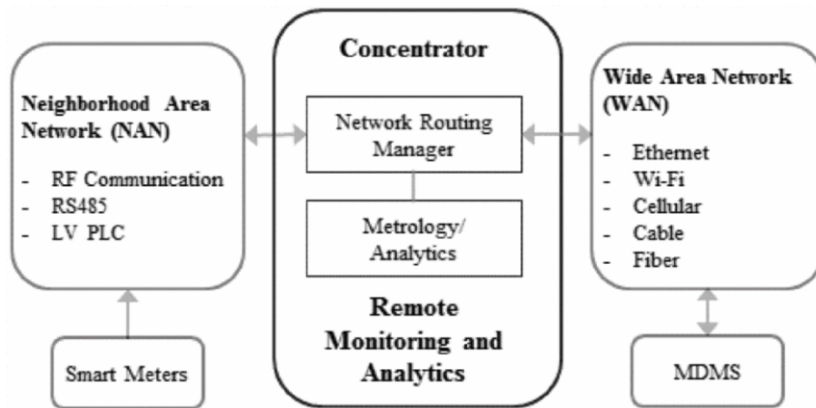 Neighborhood Area
Network (NAN)
- RF Communication
- RS485
- LV PLC
Smart Meters
Concentrator
Network Routing
Manager
Metrology/
Analytics
Remote
Monitoring and
Analytics
Wide Area Network
(WAN)
- Ethernet
- Wi-Fi
- Cellular
- Cable
- Fiber
MDMS